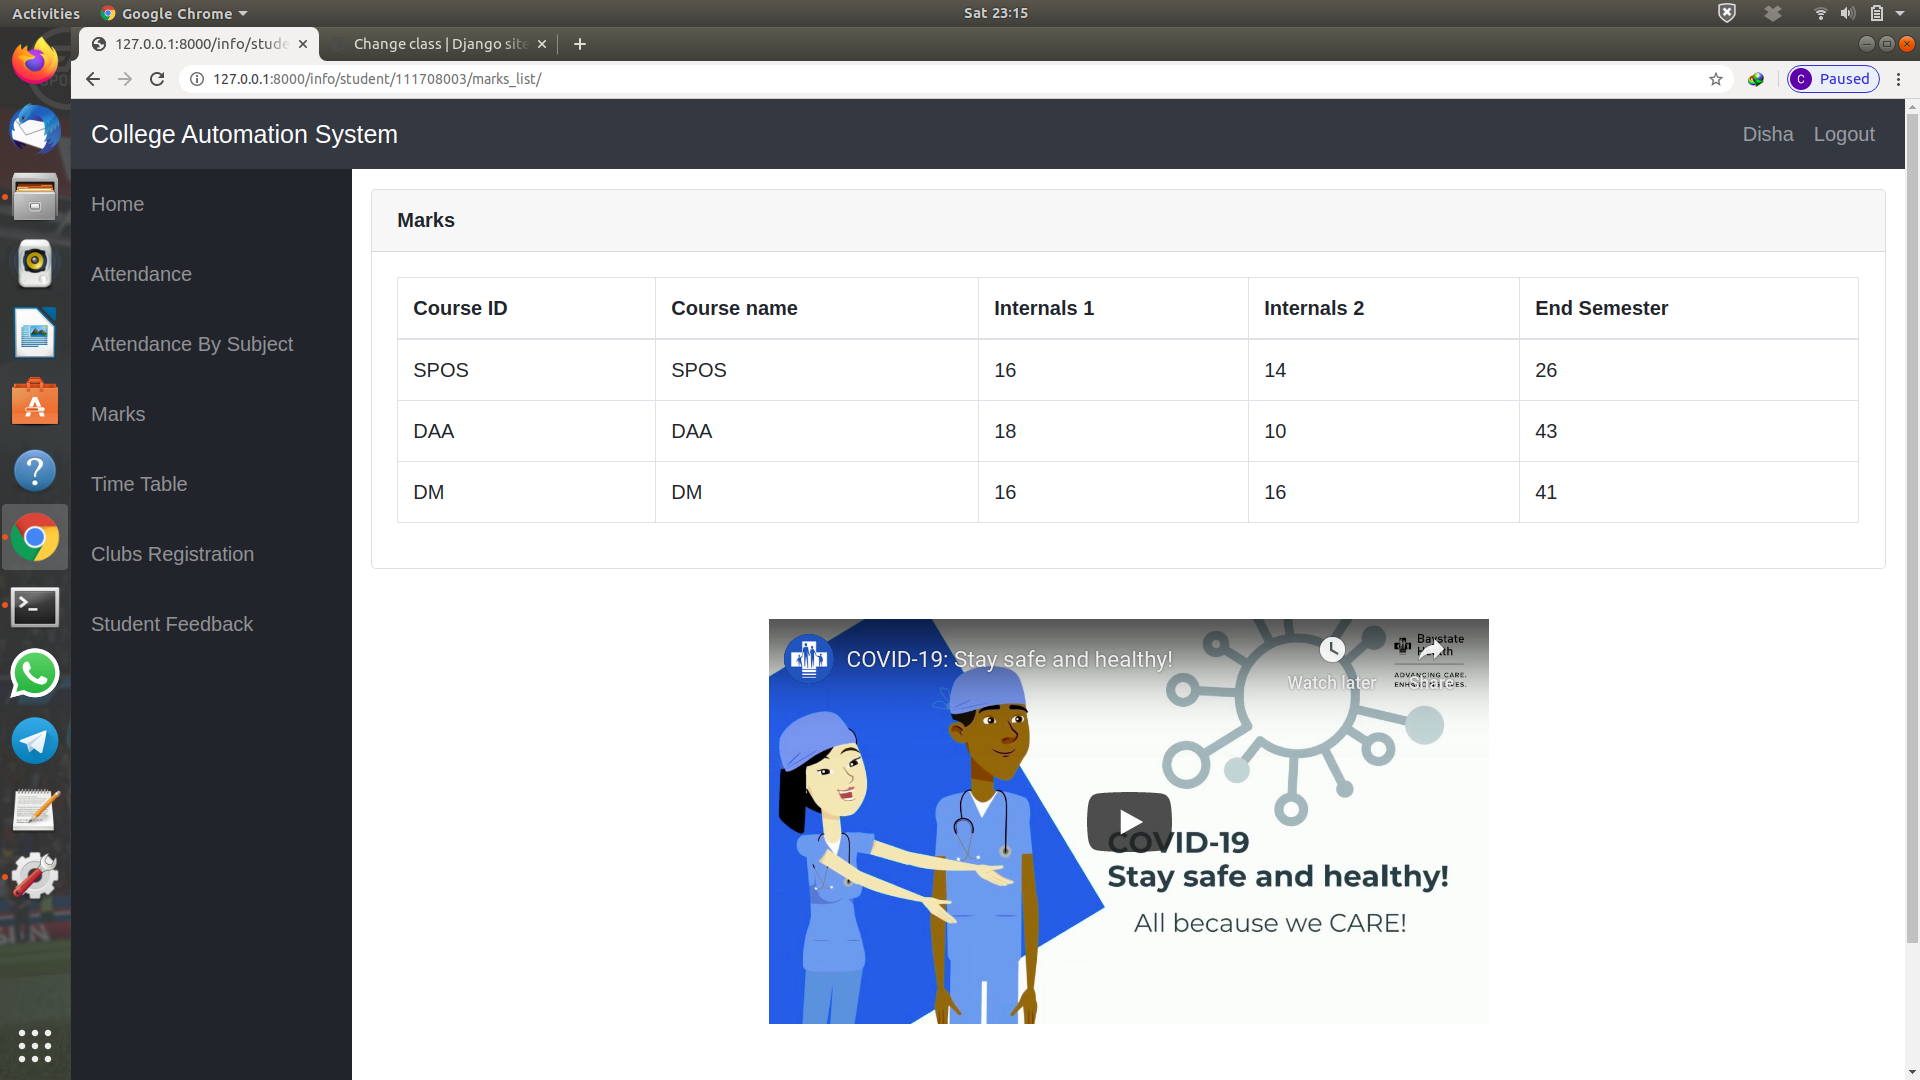 Activities Google Chrome Sat 23:15
127.0.0.1:8000/info/stude Change class | Django site
127.0.0.1:8000/info/student/111708003/marks_list/ C Paused
College Automation System Disha Logout
Home
Attendance
Attendance By Subject
Marks
Time Table
Clubs Registration
Student Feedback
Marks
Course ID Course name Internals 1 Internals 2 End Semester
SPOS SPOS 16 14 26
DAA DAA 18 10 43
DM DM 16 16 41
COVID-19: Stay safe and healthy!
Watch later
Share
Baystate
Health
ADVANCING CARE.
COVID-19
Stay safe and healthy!
All because we CARE!